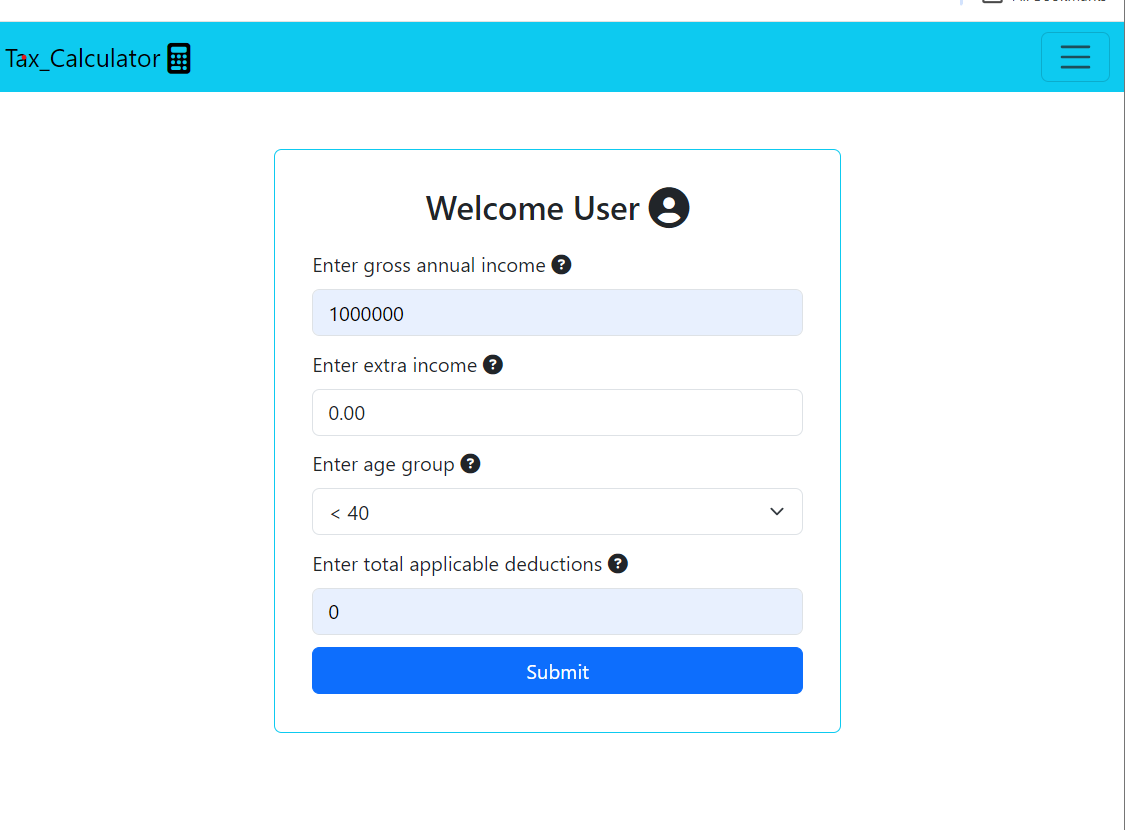 Tax_Calculator
Welcome User
Enter gross annual income ?
1000000
Enter extra income ?
0.00
Enter age group ?
< 40
Enter total applicable deductions ?
0
Submit